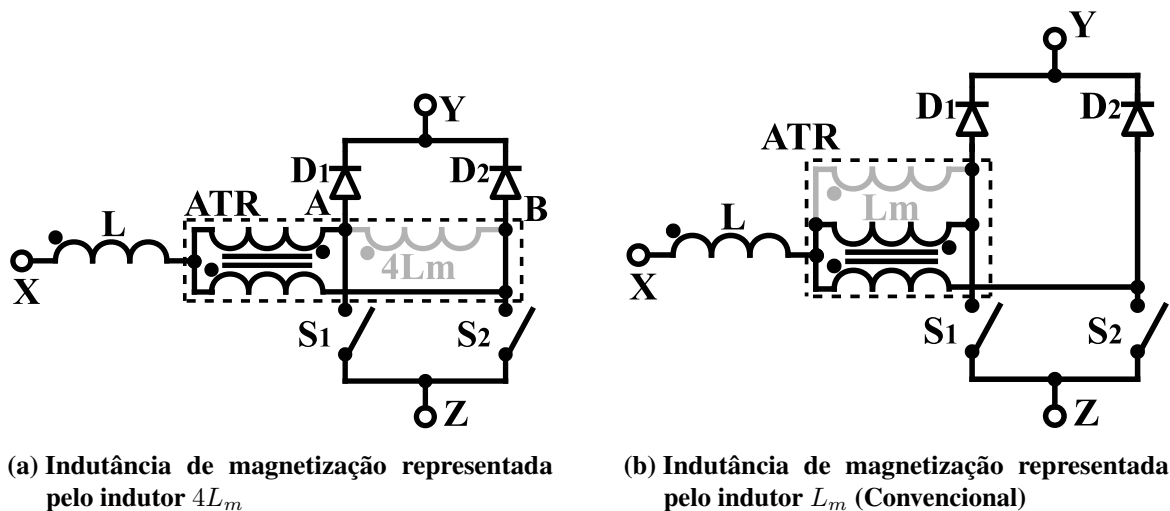 Y
D1
D2
ATR
A
B
L
4Lm
X
S1
S2
Z
(a) Indutância de magnetização representada
pelo indutor 4Lm
Y
D1
D2
ATR
L
Lm
X
S1
S2
Z
(b) Indutância de magnetização representada
pelo indutor Lm (Convencional)